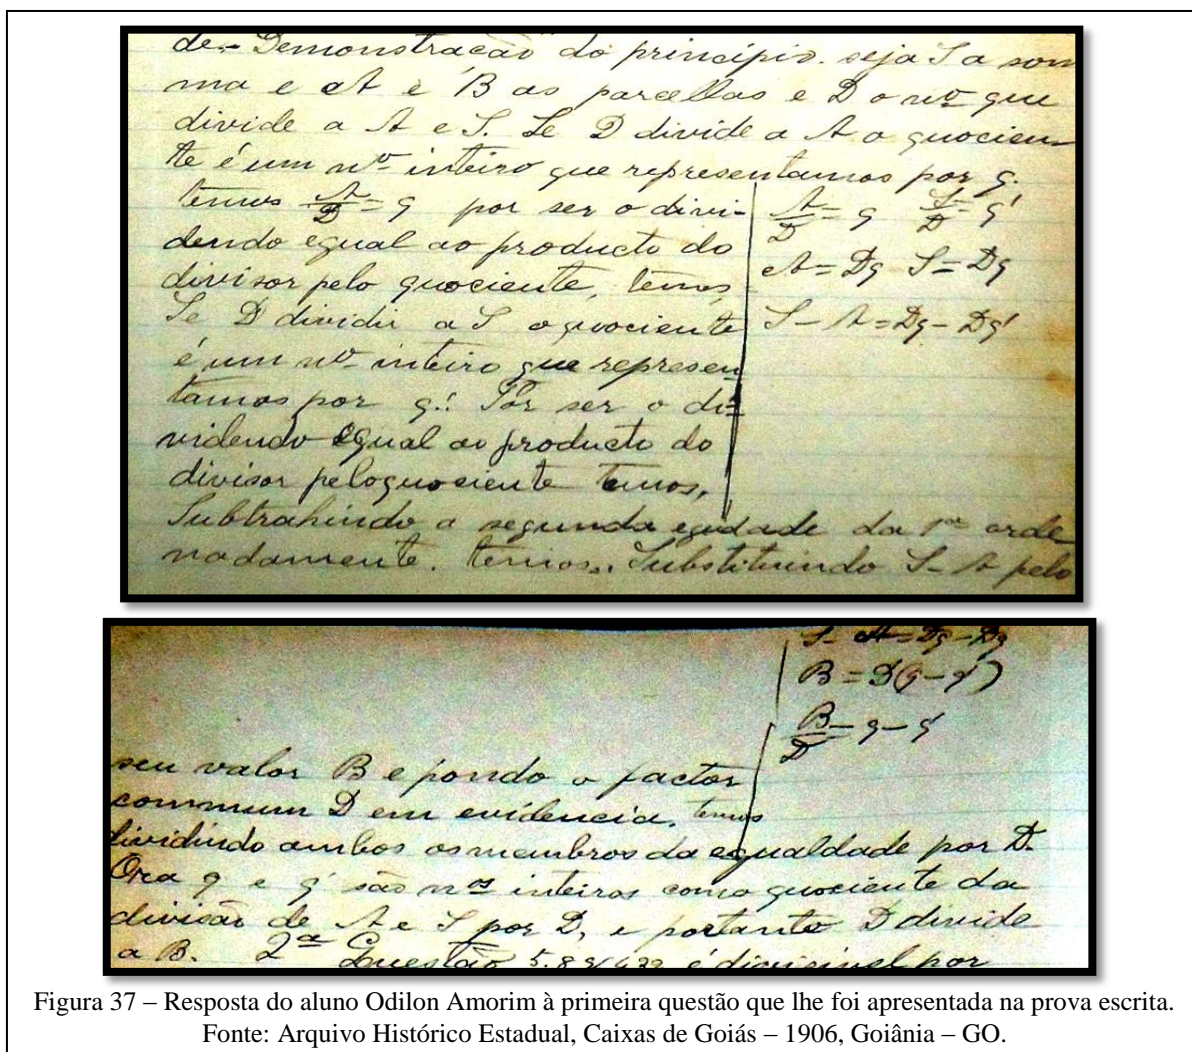 de. Demonstracão do princípio. seja S a som
ma e A e B as parcellas e D o nº que
divide a A e S. Se D divide a A o quocien-
te é um nº inteiro que representamos por q.
temos A/D = q por ser o divi-
dendo egual ao producto do
divisor pelo quociente, temos
Se D dividir a S o quociente
é um nº inteiro que represen
tamos por q'. Por ser o di-
videndo egual ao producto do
divisor pelo quociente temos,
Subtrahindo a segunda egudade da 1ª orde
nadamente. temos. Substituindo S-A pelo
A/D = q S/D = q'
A = Dq S = Dq
S - A = Dq - Dq'
S - A = Dq - Dq
B = D(q - q')
B/D = q - q'
seu valor B e pondo o factor
commum D em evidencia, temos
dividindo ambos os membros da egualdade por D.
Ora q e q' são nºs inteiros como quociente da
divisão de A e S por D, e portanto D divide
a B. 2ª Questão é divisivel por
Figura 37 – Resposta do aluno Odilon Amorim à primeira questão que lhe foi apresentada na prova escrita.
Fonte: Arquivo Histórico Estadual, Caixas de Goiás – 1906, Goiânia – GO.